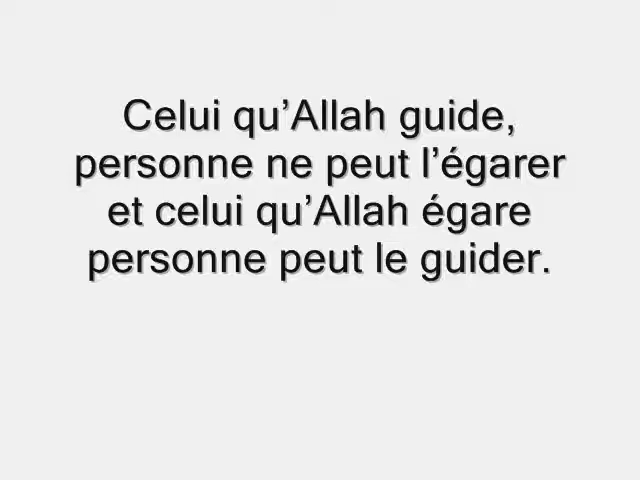 Celui qu’Allah guide,
personne ne peut l’égarer
et celui qu’Allah égare
personne peut le guider.